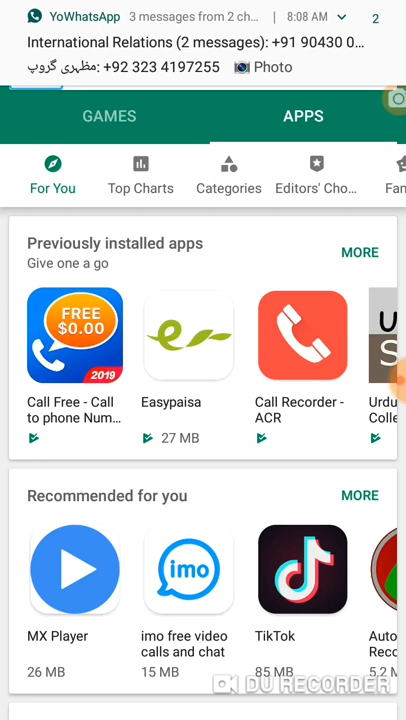 YoWhatsApp 3 messages from 2 ch... 8:08 AM 2
International Relations (2 messages): +91 90430 0...
مظہری گروپ: +92 323 4197255 Photo
GAMES APPS
For You Top Charts Categories Editors' Cho... Fan
Previously installed apps
Give one a go
MORE
FREE
$0.00
2019
U
S
Call Free - Call
to phone Num...
Easypaisa
27 MB
Call Recorder -
ACR
Urdu
Colle
Recommended for you
MORE
imo
MX Player
26 MB
imo free video
calls and chat
15 MB
TikTok
85 MB
Auto
Reco
5.2 M
DU RECORDER